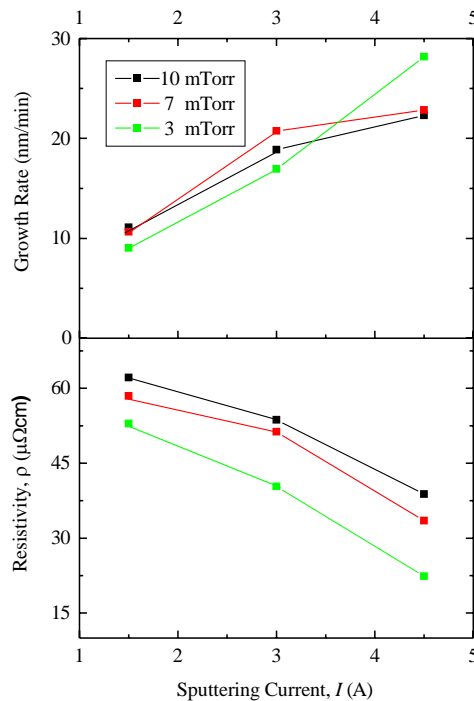 1 2 3 4 5
30
20
10
0
Growth Rate (nm/min)
10 mTorr
7 mTorr
3 mTorr
60
45
30
15
Resistivity, ρ (μΩcm)
1 2 3 4 5
Sputtering Current, I (A)